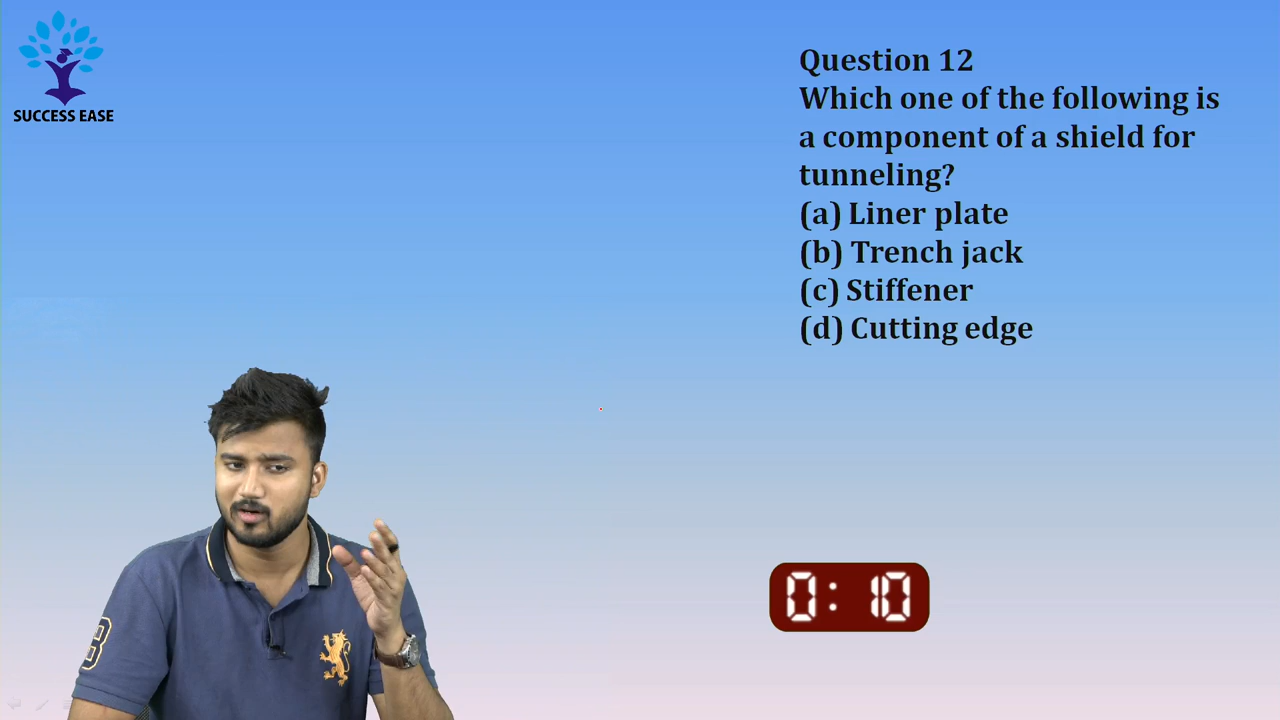 SUCCESS EASE
Question 12
Which one of the following is
a component of a shield for
tunneling?
(a) Liner plate
(b) Trench jack
(c) Stiffener
(d) Cutting edge
0:10
B